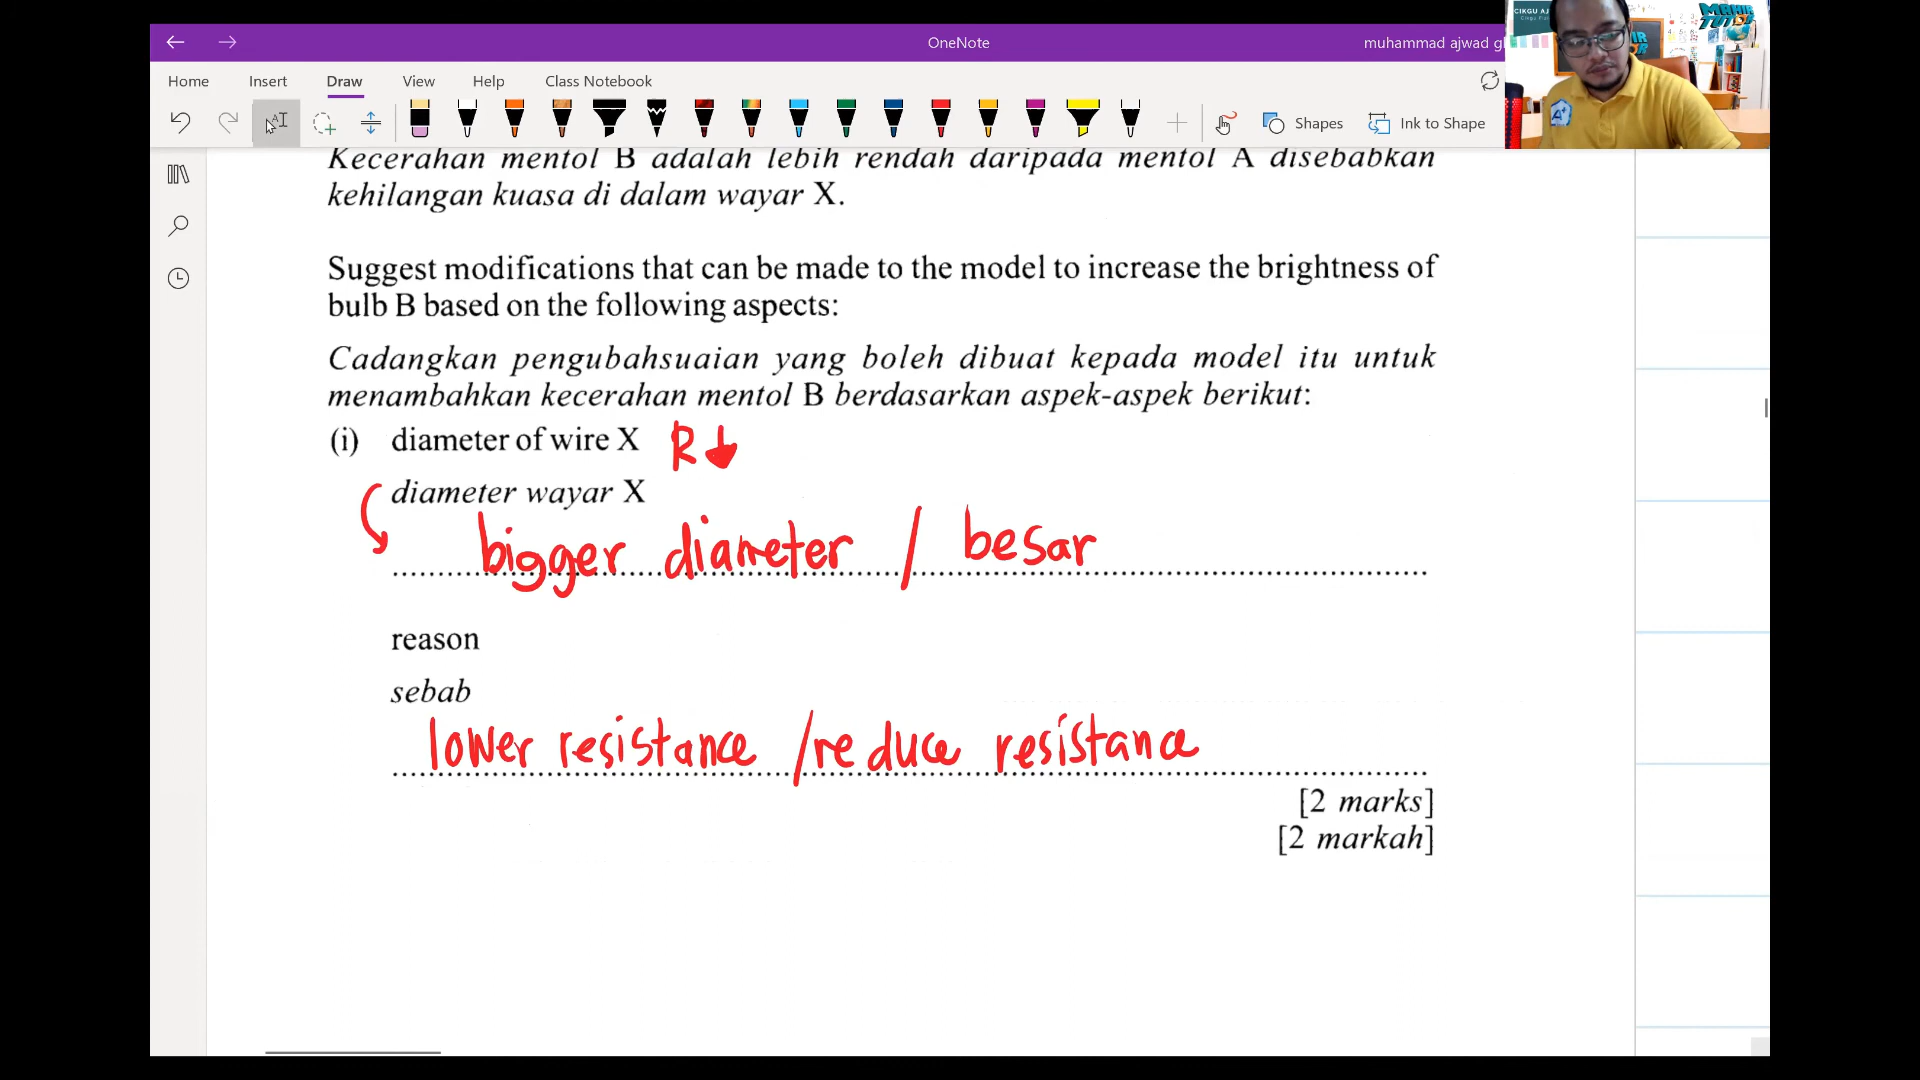 OneNote
muhammad ajwad g
CIKGU AJ
MAHIR
TUTOR
Home Insert Draw View Help Class Notebook
Shapes Ink to Shape
Kecerahan mentol B adalah lebih rendah daripada mentol A disebabkan
kehilangan kuasa di dalam wayar X.
Suggest modifications that can be made to the model to increase the brightness of
bulb B based on the following aspects:
Cadangkan pengubahsuaian yang boleh dibuat kepada model itu untuk
menambahkan kecerahan mentol B berdasarkan aspek-aspek berikut:
(i) diameter of wire X R ↓
diameter wayar X
bigger diameter / besar
reason
sebab
lower resistance / reduce resistance
[2 marks]
[2 markah]